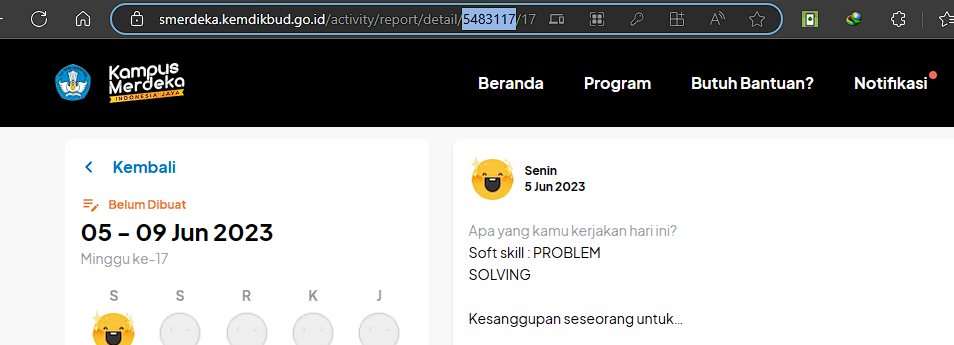 smerdeka.kemdikbud.go.id/activity/report/detail/5483117/17
Kampus
Merdeka
INDONESIA JAYA
Beranda
Program
Butuh Bantuan?
Notifikasi
Kembali
Belum Dibuat
05 – 09 Jun 2023
Minggu ke-17
S S R K J
Senin
5 Jun 2023
Apa yang kamu kerjakan hari ini?
Soft skill : PROBLEM
SOLVING
Kesanggupan seseorang untuk...